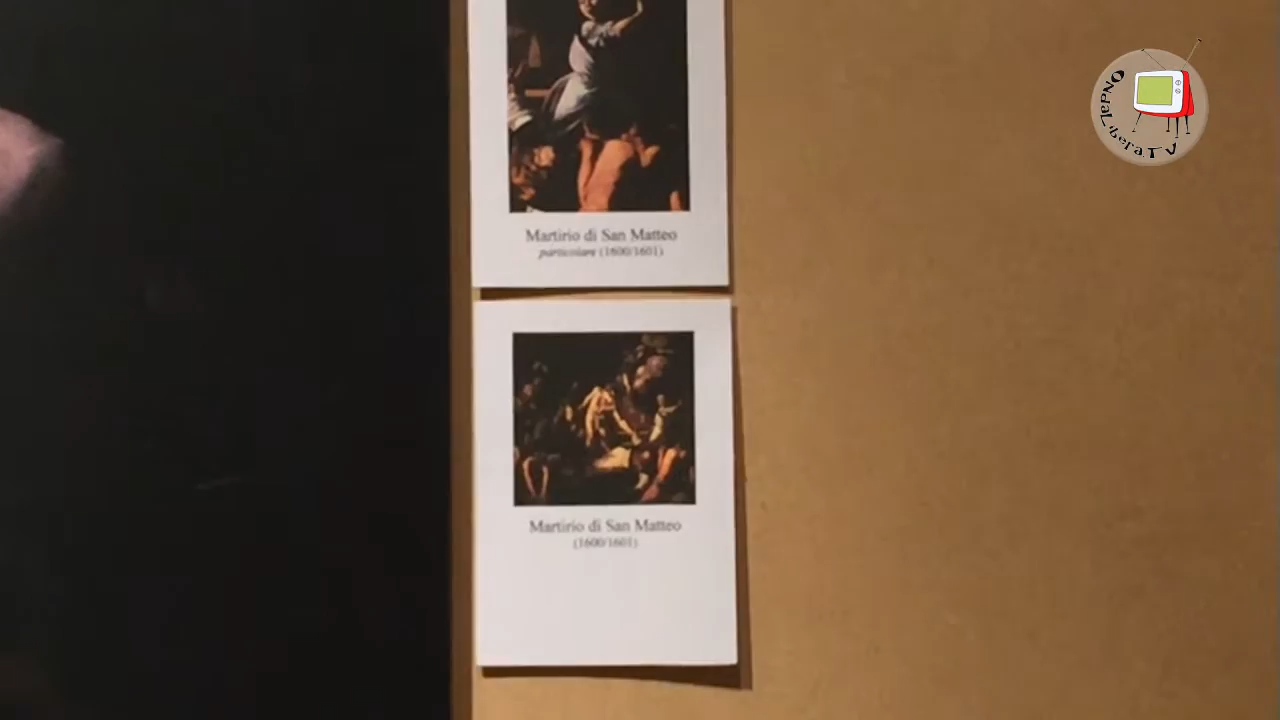 OndaLiberaTV
Martirio di San Matteo
particolare (1600/1601)
Martirio di San Matteo
(1600/1601)